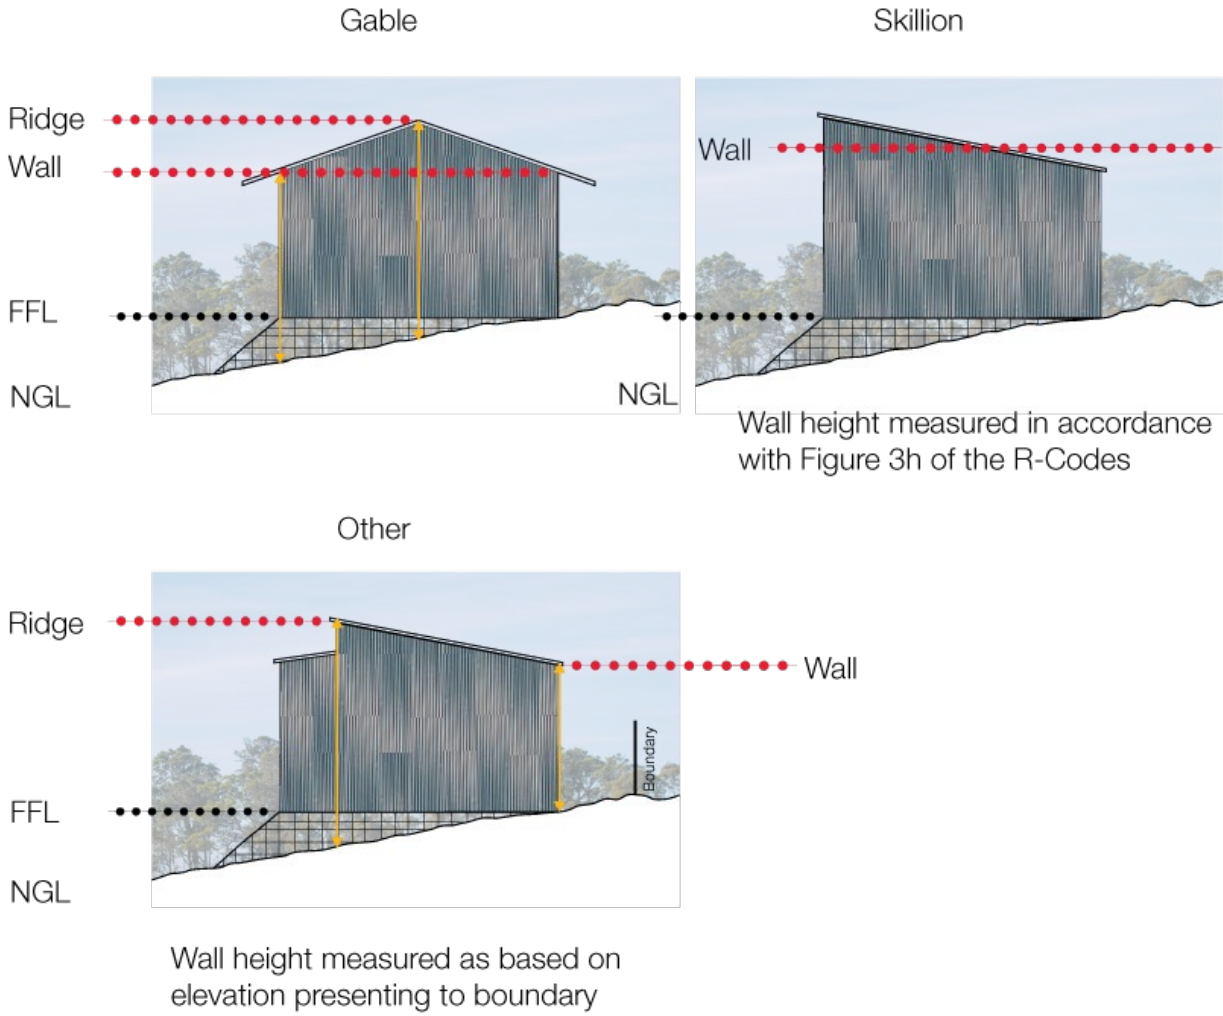 Gable
Skillion
Ridge
Wall
Wall
FFL
NGL
NGL
Wall height measured in accordance
with Figure 3h of the R-Codes
Other
Ridge
Wall
Boundary
FFL
NGL
Wall height measured as based on
elevation presenting to boundary